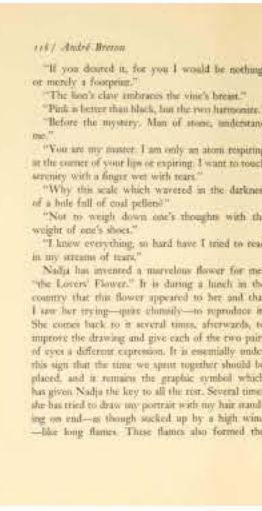 116/ André Breton
"If you desired it, for you I would be nothing
or merely a footprint."
"The lion's claw embraces the vine's breast."
"Pink is better than black, but the two harmonize.
"Before the mystery. Man of stone, understan
me."
"You are my master. I am only an atom respiring
at the corner of your lips or expiring. I want to touch
serenity with a finger wet with tears."
"Why this scale which wavered in the darknes
of a hole full of coal pellets?"
"Not to weigh down one's thoughts with th
weight of one's shoes."
"I knew everything, so hard have I tried to rea
in my streams of tears."
Nadja has invented a marvelous flower for me
"the Lovers' Flower." It is during a lunch in th
country that this flower appeared to her and tha
I saw her trying—quite clumsily—to reproduce i
She comes back to it several times, afterwards, t
improve the drawing and give each of the two pair
of eyes a different expression. It is essentially unde
this sign that the time we spent together should b
placed, and it remains the graphic symbol which
has given Nadja the key to all the rest. Several time
she has tried to draw my portrait with my hair stand-
ing on end—as though sucked up by a high win
—like long flames. These flames also formed th